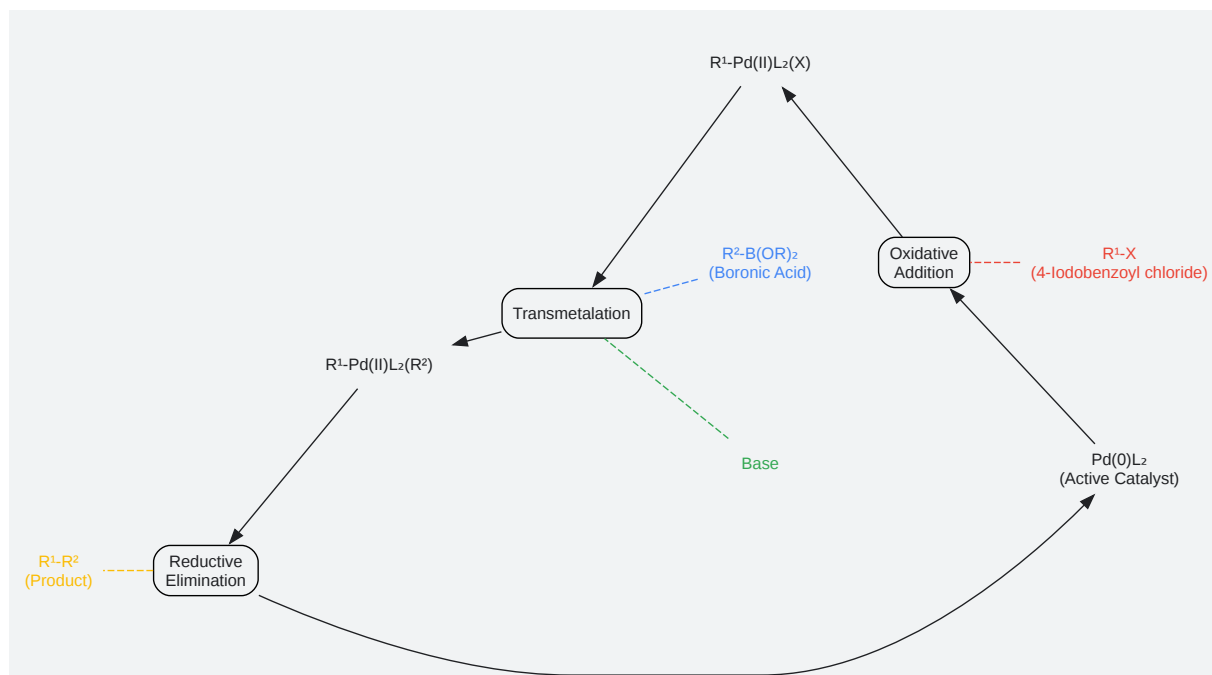 R¹-Pd(II)L₂(X)
R²-B(OR)₂
(Boronic Acid)
Oxidative
Addition
R¹-X
(4-Iodobenzoyl chloride)
Transmetalation
R¹-Pd(II)L₂(R²)
Base
Pd(0)L₂
(Active Catalyst)
R¹-R²
(Product)
Reductive
Elimination